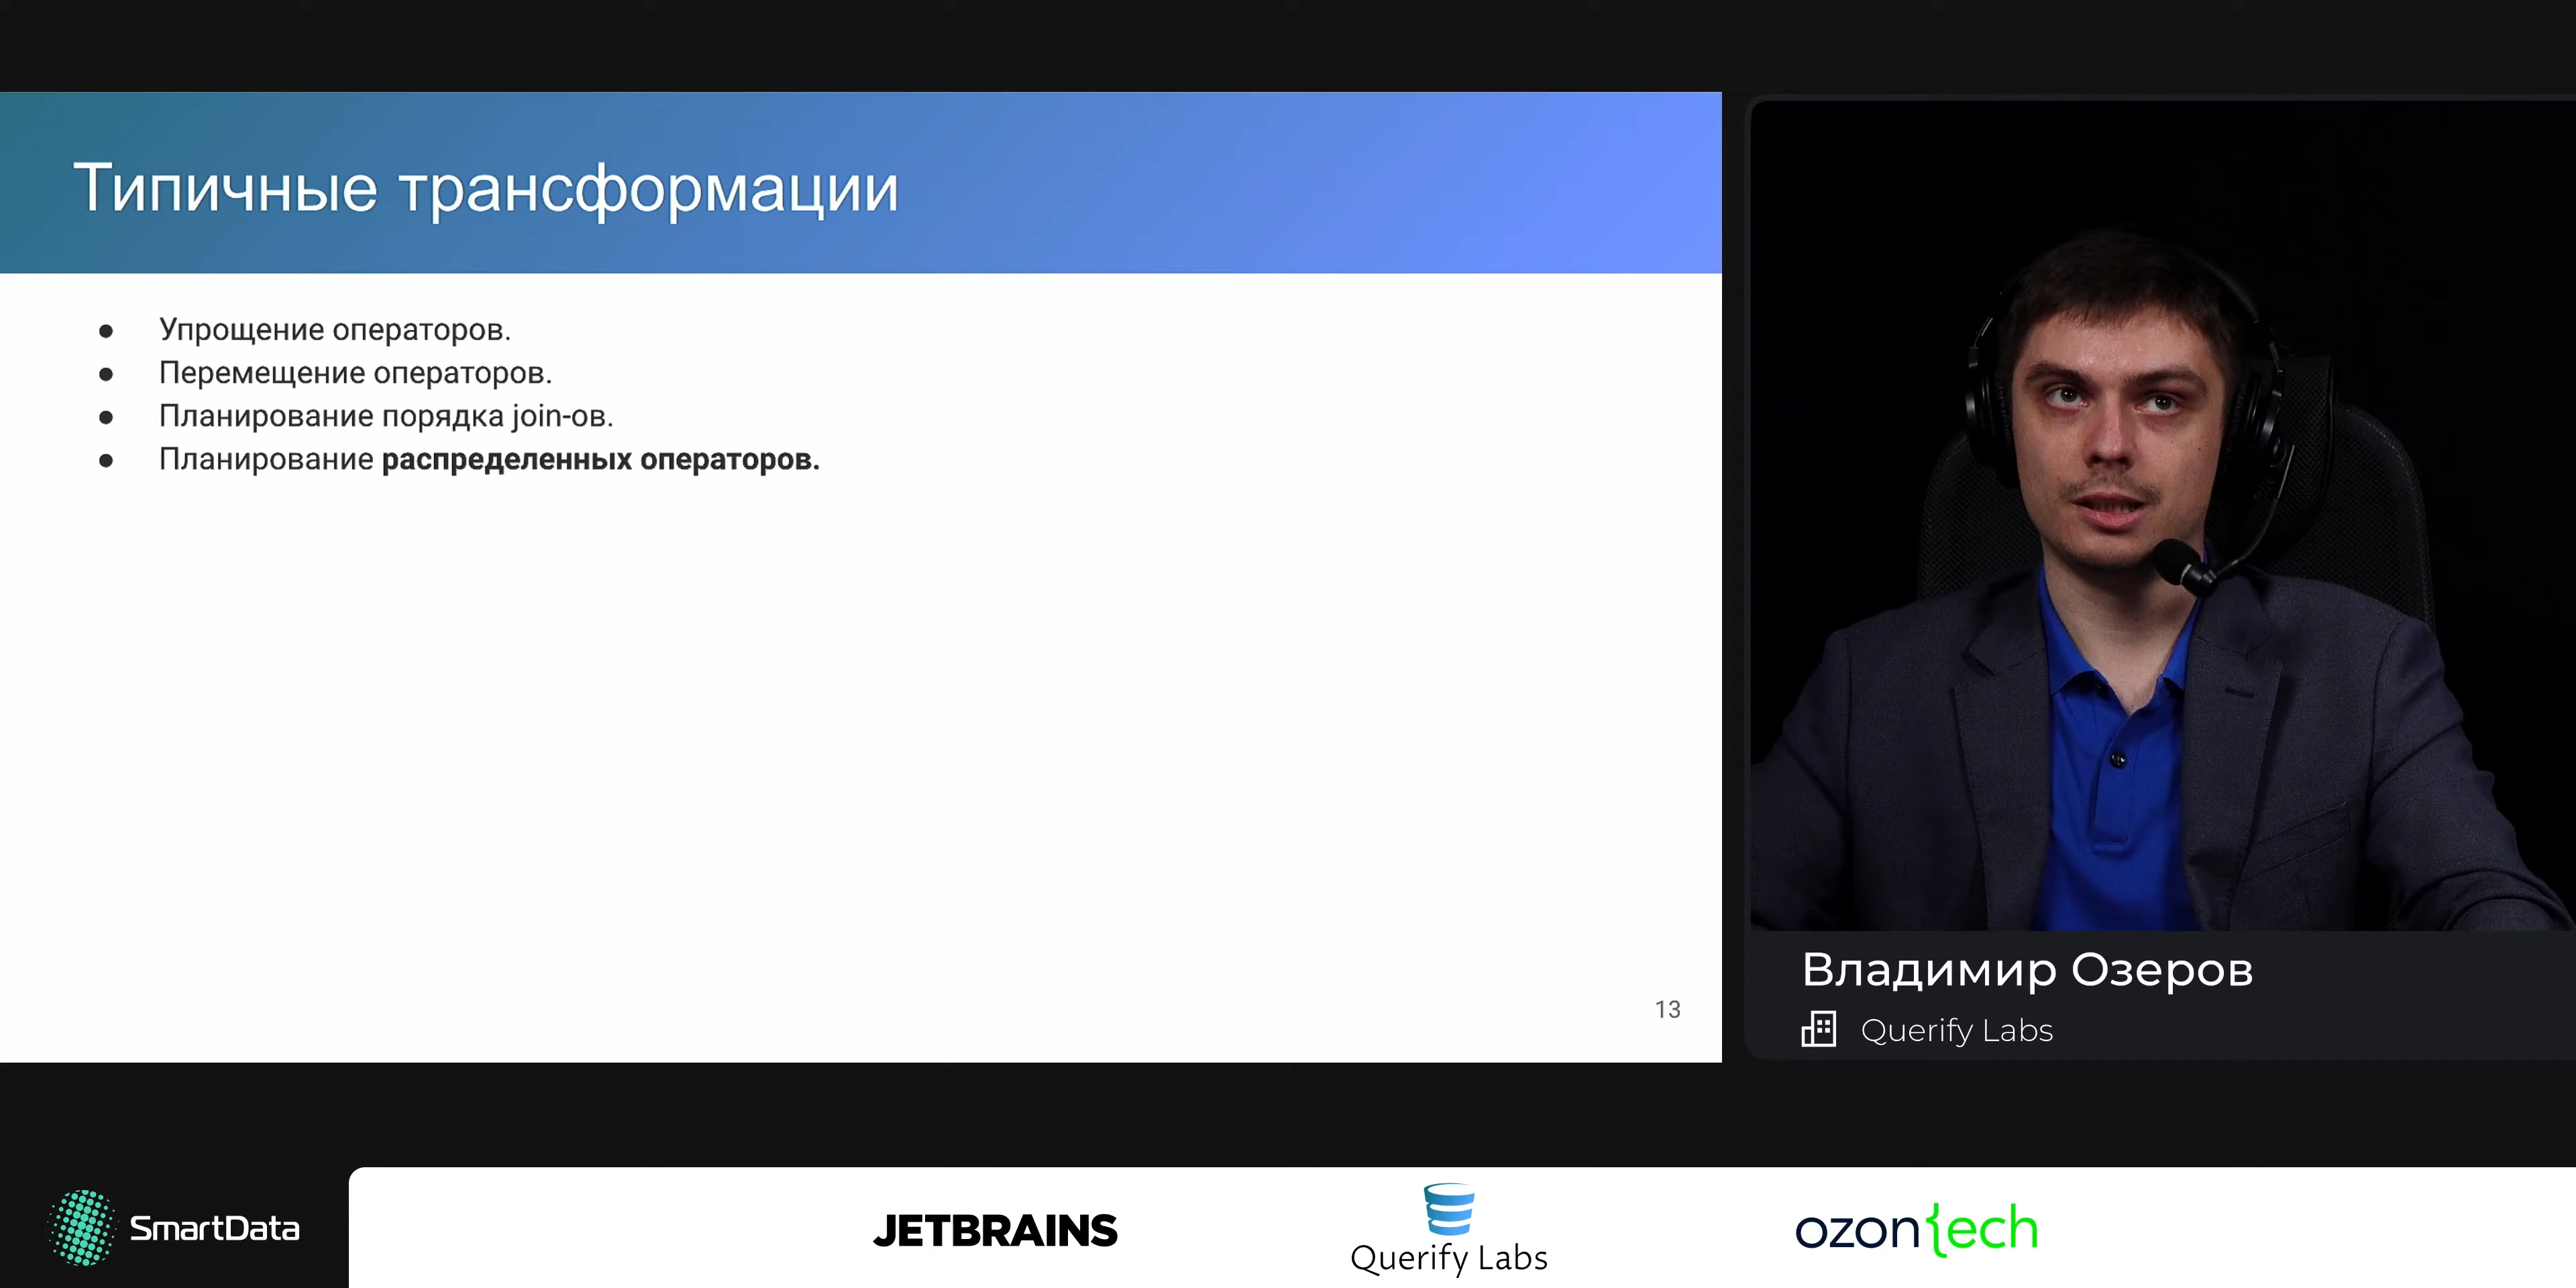 Типичные трансформации
● Упрощение операторов.
● Перемещение операторов.
● Планирование порядка join-ов.
● Планирование распределенных операторов.
13
Владимир Озеров
Querify Labs
SmartData
JETBRAINS
Querify Labs
ozon{ech